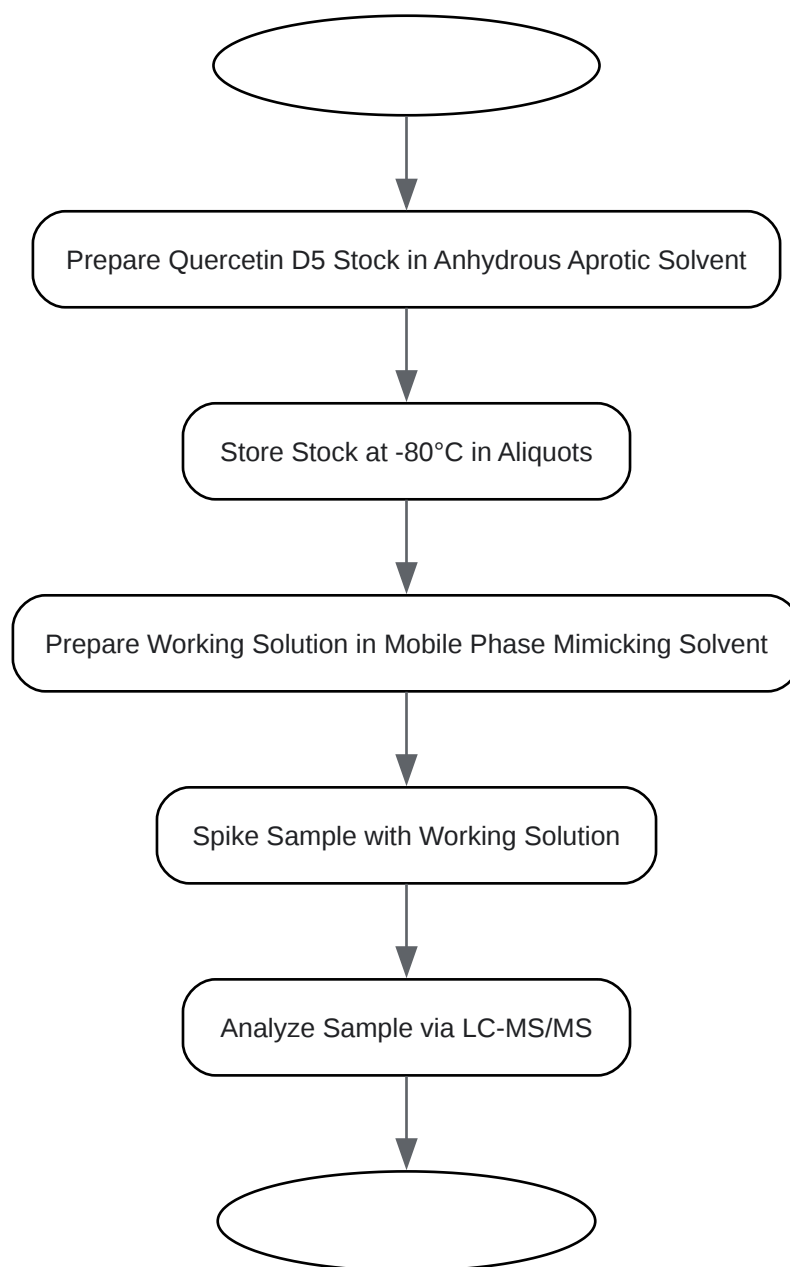 Prepare Quercetin D5 Stock in Anhydrous Aprotic Solvent
Store Stock at -80°C in Aliquots
Prepare Working Solution in Mobile Phase Mimicking Solvent
Spike Sample with Working Solution
Analyze Sample via LC-MS/MS